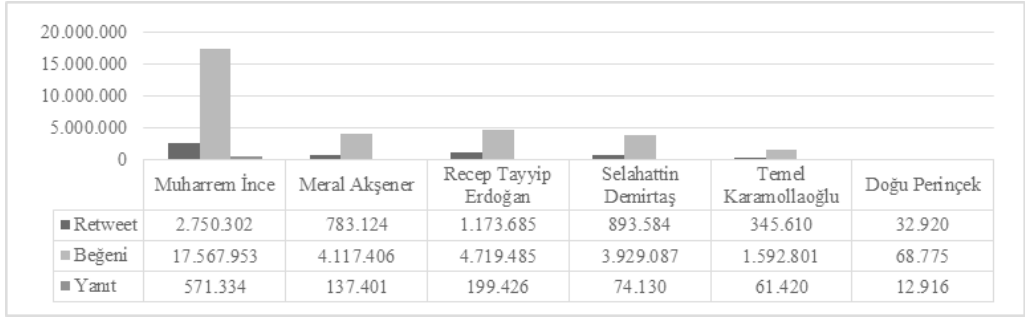 20.000.000
15.000.000
10.000.000
5.000.000
0
Muharrem İnce Meral Akşener Recep Tayyip Erdoğan Selahattin Demirtaş Temel Karamollaoğlu Doğu Perinçek
Retweet 2.750.302 783.124 1.173.685 893.584 345.610 32.920
Beğeni 17.567.953 4.117.406 4.719.485 3.929.087 1.592.801 68.775
Yanıt 571.334 137.401 199.426 74.130 61.420 12.916